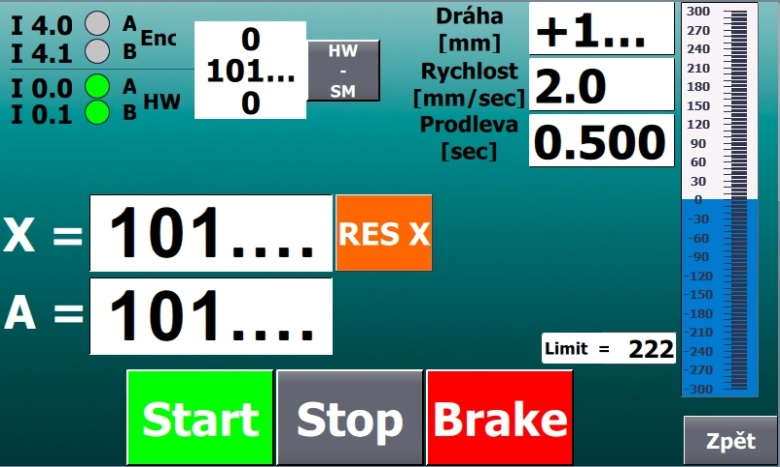 I 4.0 A
I 4.1 B
Enc
I 0.0 A
I 0.1 B
HW
0
101...
0
HW
-
SM
Dráha
[mm]
+1...
Rychlost
[mm/sec]
2.0
Prodleva
[sec]
0.500
X = 101....
RES X
A = 101....
Limit = 222
Start Stop Brake
Zpět
300
270
240
210
180
150
120
90
60
30
0
-30
-60
-90
-120
-150
-180
-210
-240
-270
-300